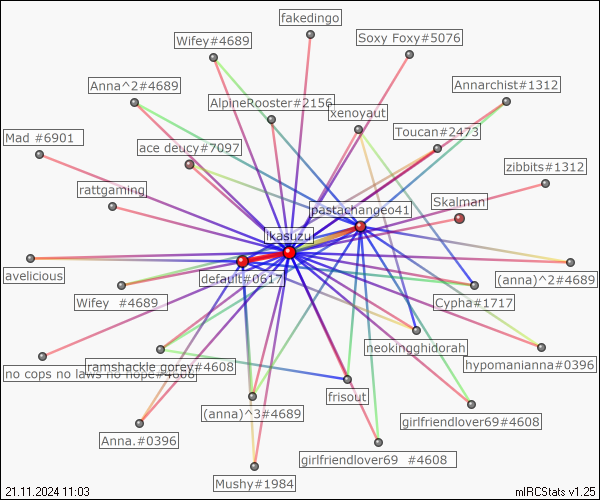 fakedingo
Wifey#4689
Soxy Foxy#5076
Anna^2#4689
Annarchist#1312
AlpineRooster#2156
xenoyaut
Toucan#2473
Mad #6901
ace deucy#7097
zibbits#1312
rattgaming
Skalman
pastachangeo41
ikasuzu
avelicious
default#0617
(anna)^2#4689
Wifey #4689
Cypha#1717
neokingghidorah
no cops no laws no nope#4608
ramshackle gorey#4608
hypomanianna#0396
frisout
(anna)^3#4689
girlfriendlover69#4608
Anna.#0396
girlfriendlover69 #4608
Mushy#1984
21.11.2024 11:03
mIRCStats v1.25